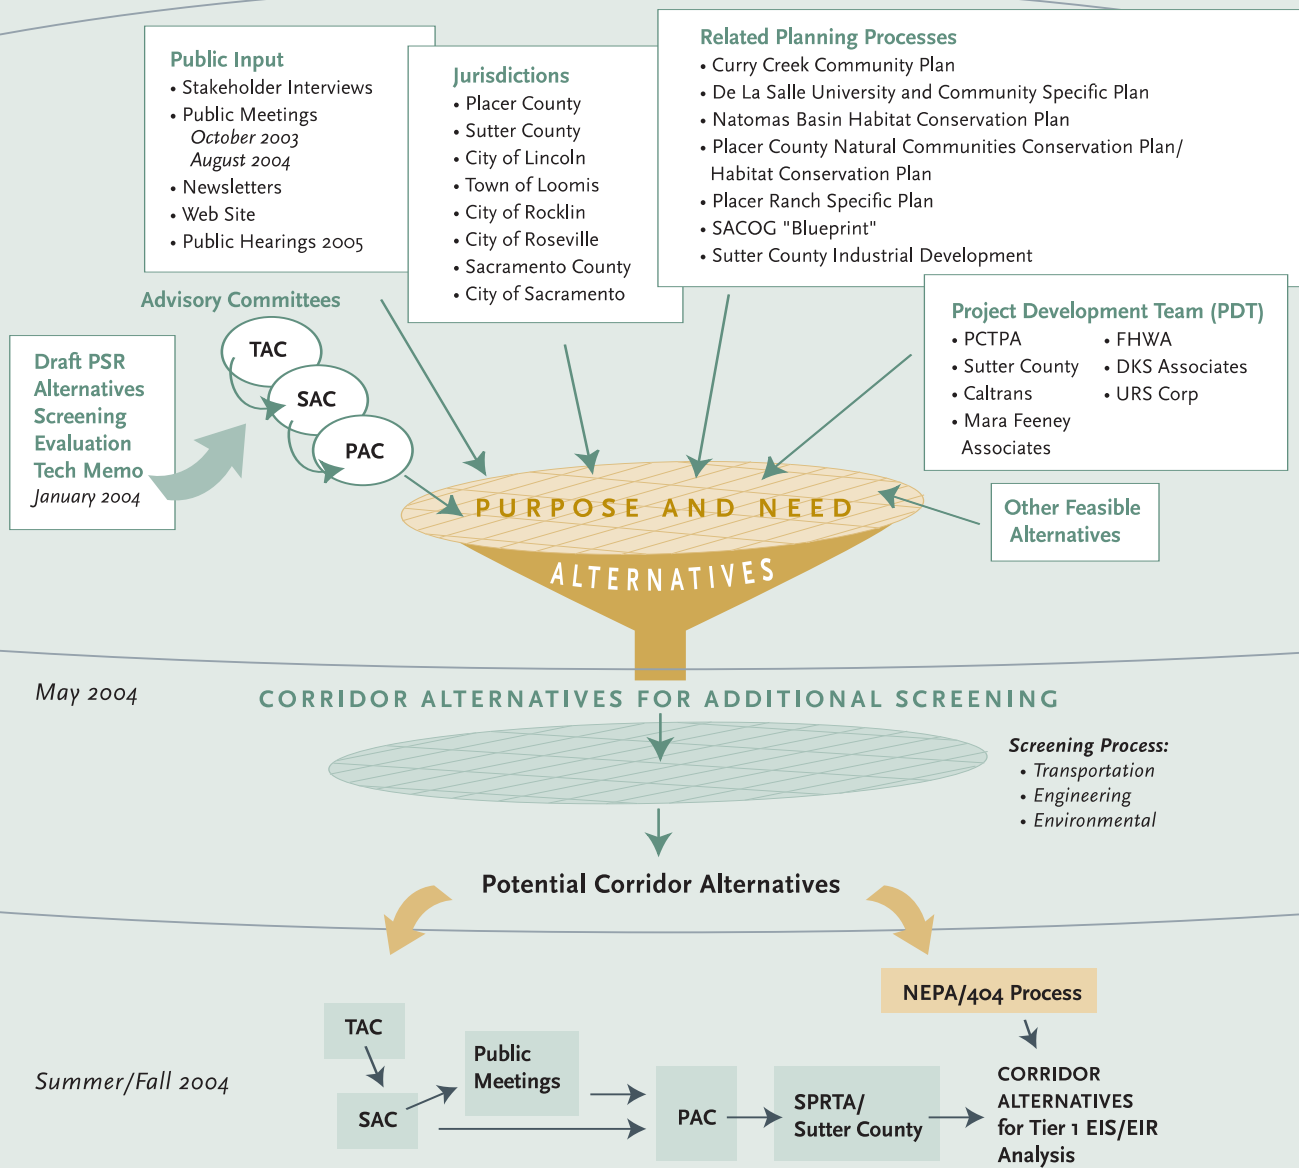 Public Input
• Stakeholder Interviews
• Public Meetings
October 2003
August 2004
• Newsletters
• Web Site
• Public Hearings 2005
Jurisdictions
• Placer County
• Sutter County
• City of Lincoln
• Town of Loomis
• City of Rocklin
• City of Roseville
• Sacramento County
• City of Sacramento
Related Planning Processes
• Curry Creek Community Plan
• De La Salle University and Community Specific Plan
• Natomas Basin Habitat Conservation Plan
• Placer County Natural Communities Conservation Plan/
Habitat Conservation Plan
• Placer Ranch Specific Plan
• SACOG "Blueprint"
• Sutter County Industrial Development
Project Development Team (PDT)
• PCTPA
• Sutter County
• Caltrans
• Mara Feeney
Associates
• FHWA
• DKS Associates
• URS Corp
Advisory Committees
TAC
SAC
PAC
Draft PSR
Alternatives
Screening
Evaluation
Tech Memo
January 2004
Other Feasible
Alternatives
PURPOSE AND NEED
ALTERNATIVES
May 2004
CORRIDOR ALTERNATIVES FOR ADDITIONAL SCREENING
Screening Process:
• Transportation
• Engineering
• Environmental
Potential Corridor Alternatives
Summer/Fall 2004
TAC
SAC
Public
Meetings
PAC
SPRTA/
Sutter County
NEPA/404 Process
CORRIDOR
ALTERNATIVES
for Tier 1 EIS/EIR
Analysis